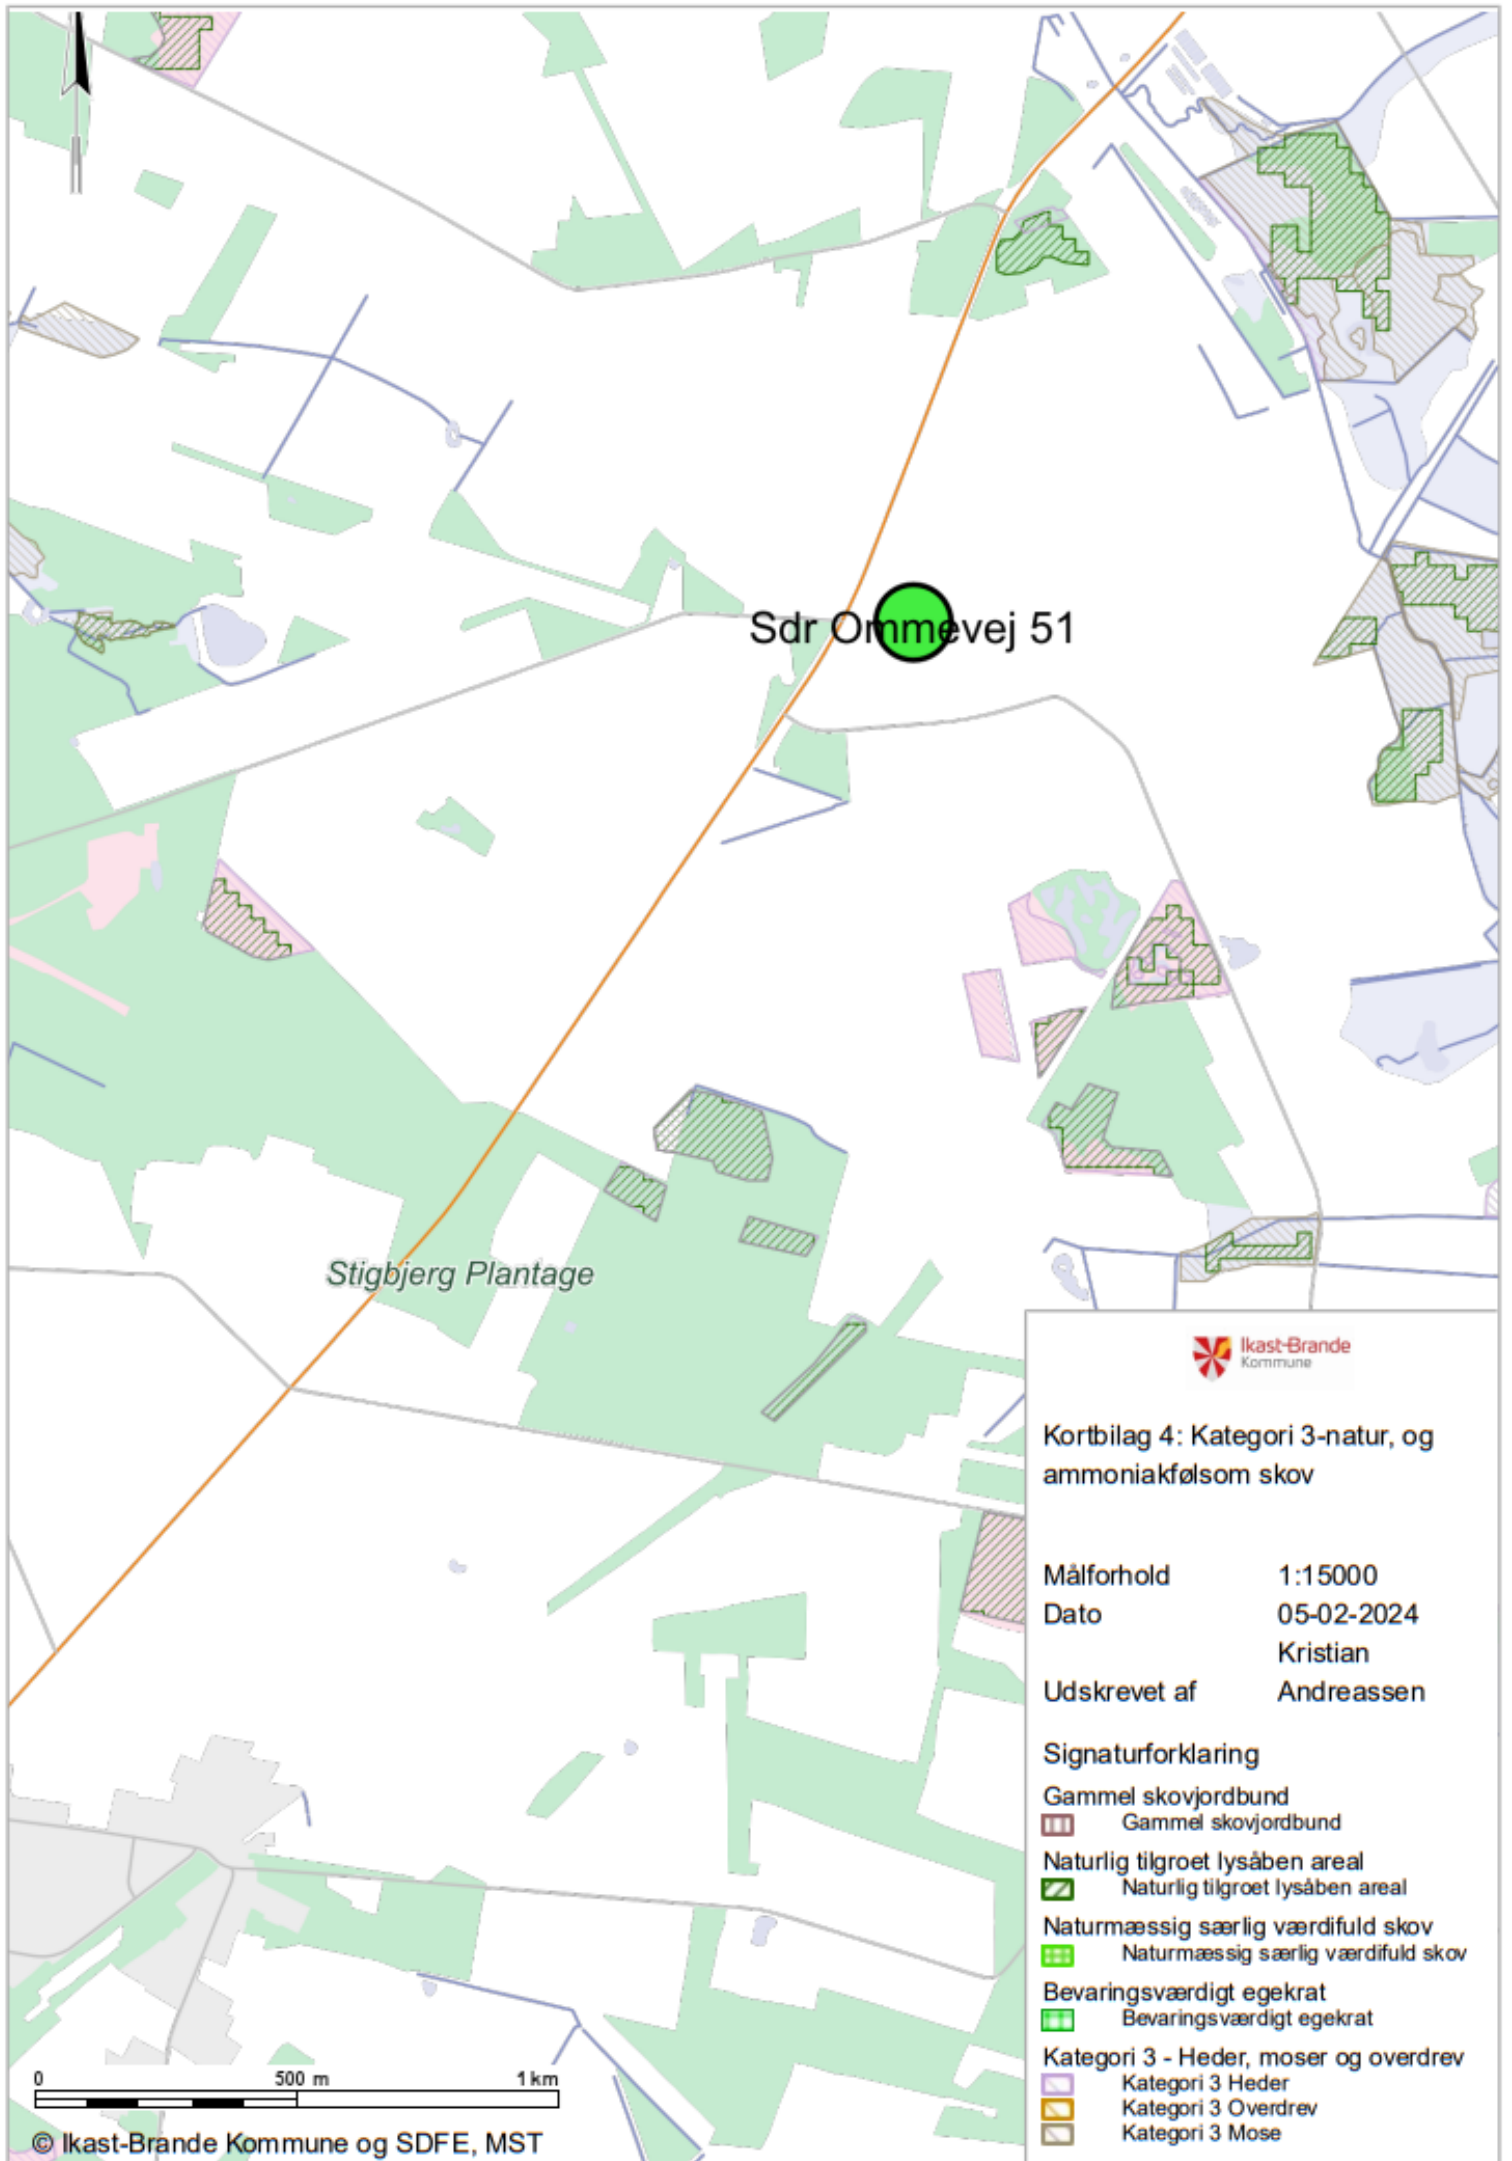 Sdr Ommevej 51
Stigbjerg Plantage
Ikast-Brande
Kommune
Kortbilag 4: Kategori 3-natur, og
ammoniakfølsom skov
Målforhold 1:15000
Dato 05-02-2024
Kristian
Udskrevet af Andreassen
Signaturforklaring
Gammel skovjordbund
Gammel skovjordbund
Naturlig tilgroet lysåben areal
Naturlig tilgroet lysåben areal
Naturmæssig særlig værdifuld skov
Naturmæssig særlig værdifuld skov
Bevaringsværdigt egekrat
Bevaringsværdigt egekrat
Kategori 3 - Heder, moser og overdrev
Kategori 3 Heder
Kategori 3 Overdrev
Kategori 3 Mose
0 500 m 1 km
© Ikast-Brande Kommune og SDFE, MST